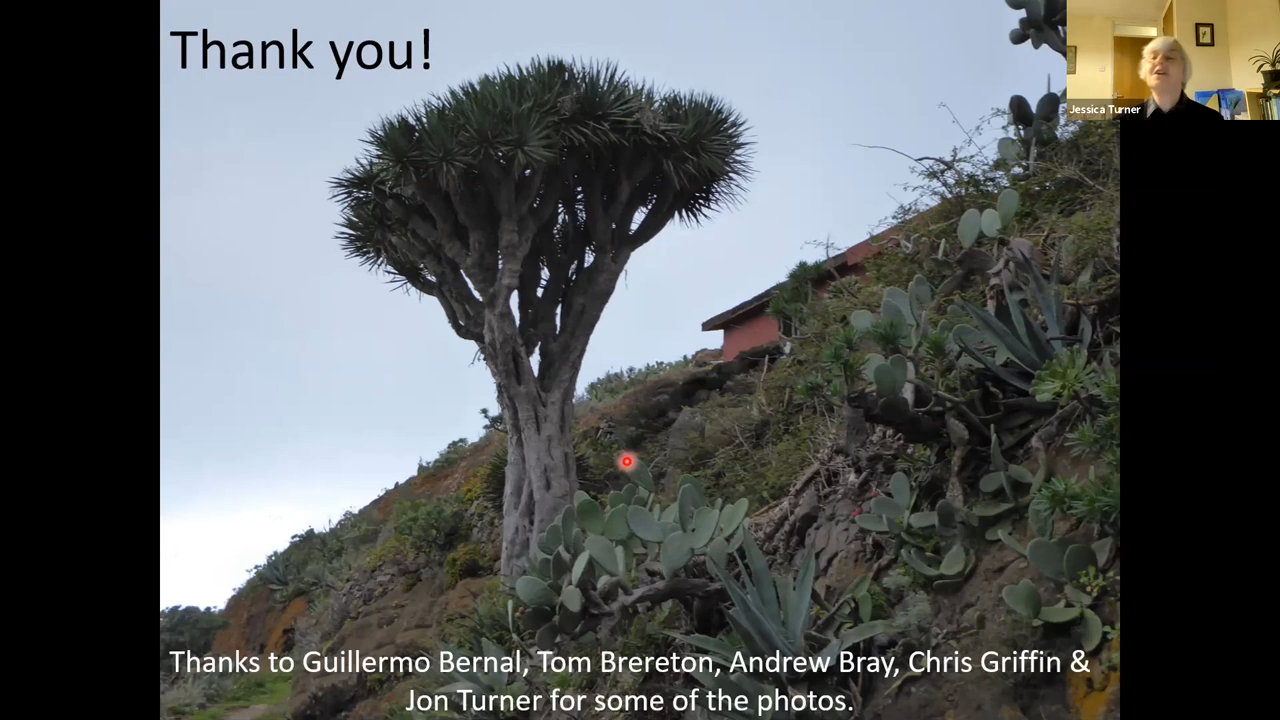 Thank you!
Jessica Turner
Thanks to Guillermo Bernal, Tom Brereton, Andrew Bray, Chris Griffin &
Jon Turner for some of the photos.